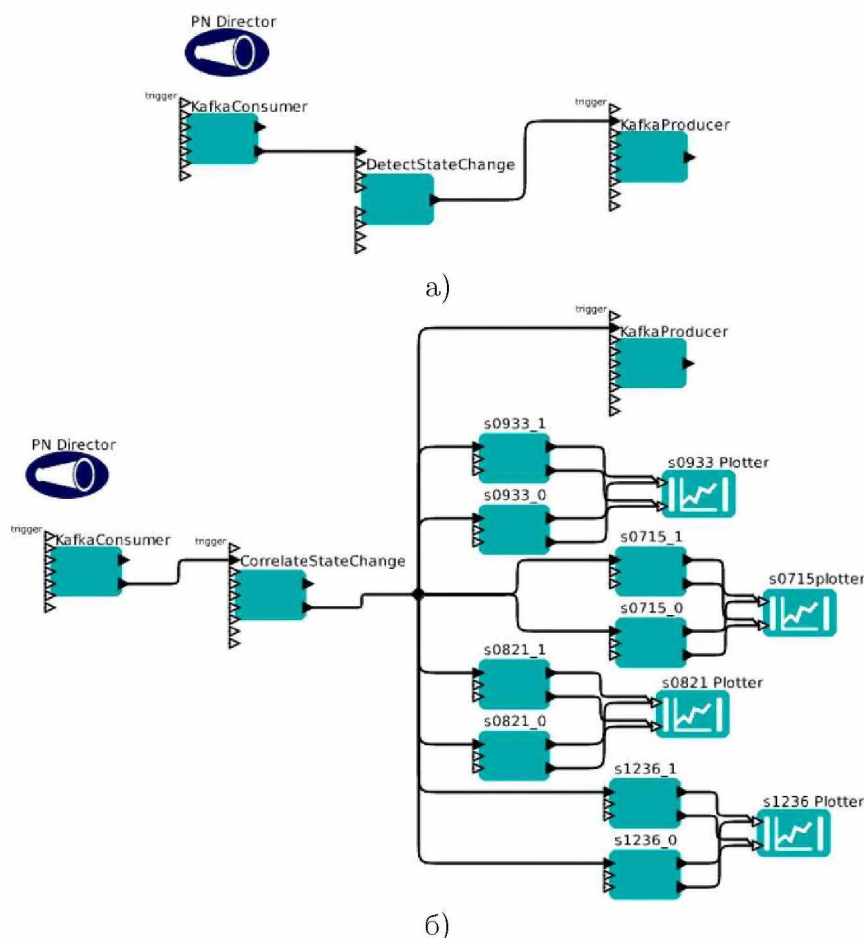 PN Director
trigger
KafkaConsumer
DetectStateChange
trigger
KafkaProducer
а)
trigger
KafkaProducer
s0933_1
s0933 Plotter
s0933_0
PN Director
trigger
KafkaConsumer
trigger
CorrelateStateChange
s0715_1
s0715plotter
s0715_0
s0821_1
s0821 Plotter
s0821_0
s1236_1
s1236 Plotter
s1236_0
б)